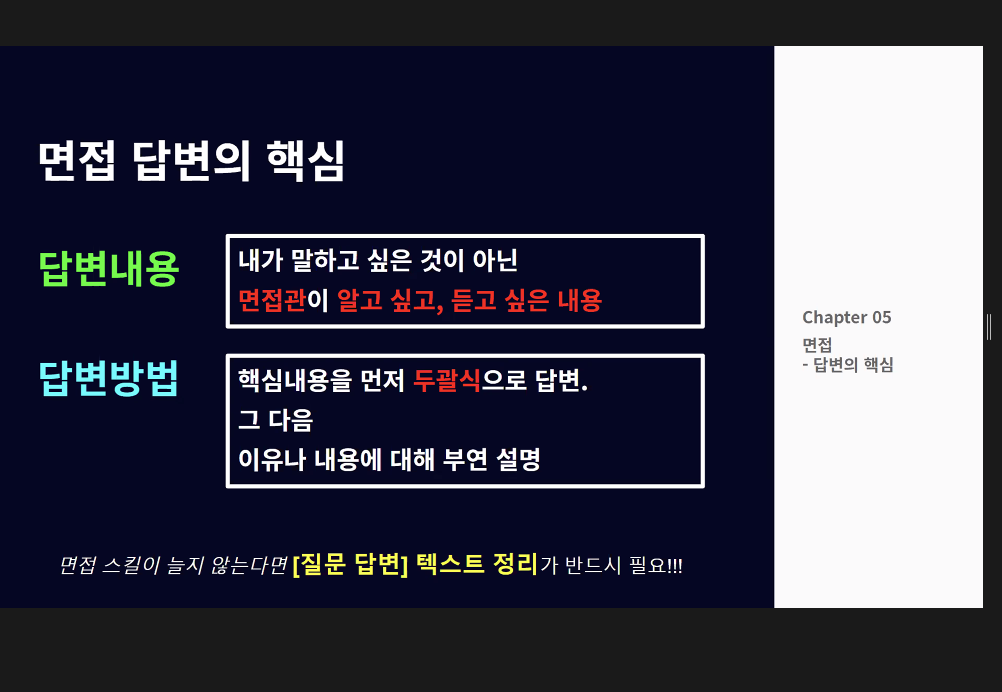 면접 답변의 핵심
답변내용
내가 말하고 싶은 것이 아닌
면접관이 알고 싶고, 듣고 싶은 내용
답변방법
핵심내용을 먼저 두괄식으로 답변.
그 다음
이유나 내용에 대해 부연 설명
면접 스킬이 늘지 않는다면 [질문 답변] 텍스트 정리가 반드시 필요!!!
Chapter 05
면접
- 답변의 핵심